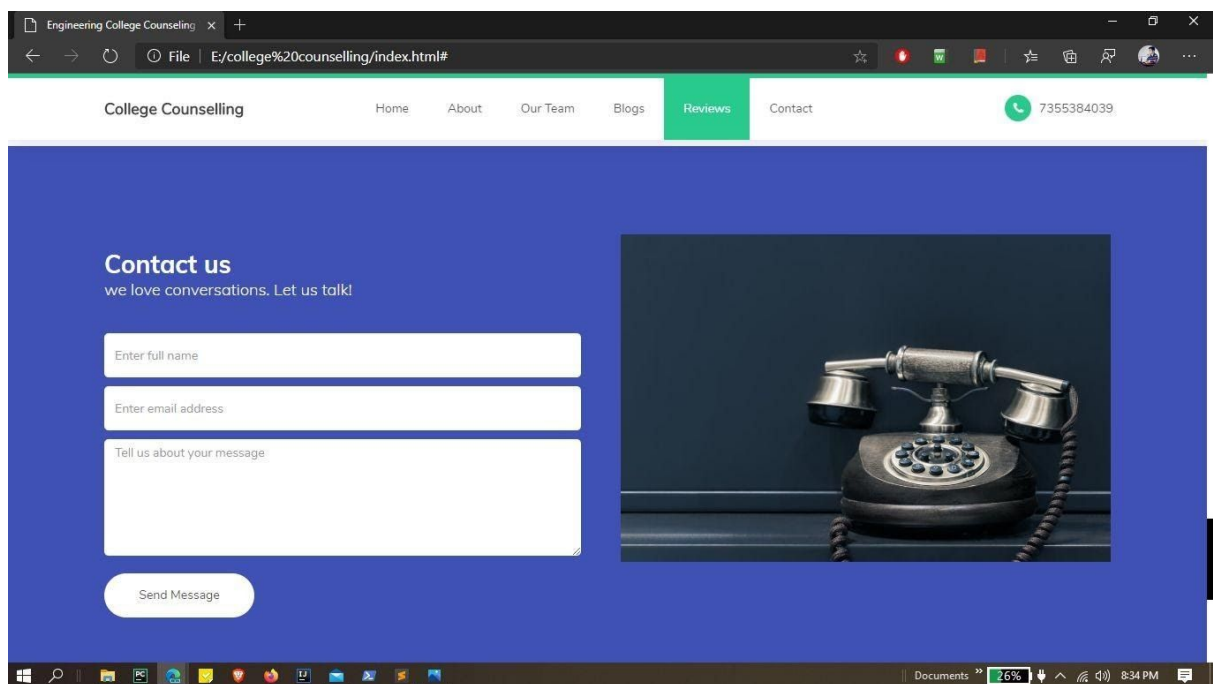 Engineering College Counseling
File | E:/college%20counselling/index.html#
College Counselling Home About Our Team Blogs Reviews Contact 7355384039
Contact us
we love conversations. Let us talk!
Enter full name
Enter email address
Tell us about your message
Send Message
Documents » 26% 8:34 PM